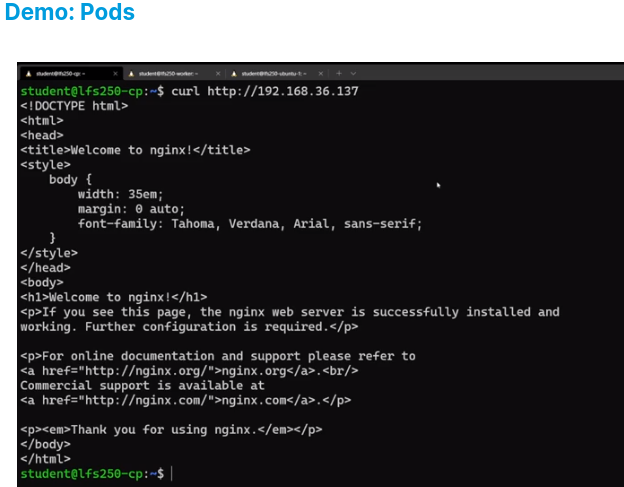 Demo: Pods
student@lfs250-cp: ~ × student@lfs250-worker: ~ × student@lfs250-ubuntu-1: ~ × +
student@lfs250-cp:~$ curl http://192.168.36.137
<!DOCTYPE html>
<html>
<head>
<title>Welcome to nginx!</title>
<style>
    body {
        width: 35em;
        margin: 0 auto;
        font-family: Tahoma, Verdana, Arial, sans-serif;
    }
</style>
</head>
<body>
<h1>Welcome to nginx!</h1>
<p>If you see this page, the nginx web server is successfully installed and
working. Further configuration is required.</p>

<p>For online documentation and support please refer to
<a href="http://nginx.org/">nginx.org</a>.<br/>
Commercial support is available at
<a href="http://nginx.com/">nginx.com</a>.</p>

<p><em>Thank you for using nginx.</em></p>
</body>
</html>
student@lfs250-cp:~$